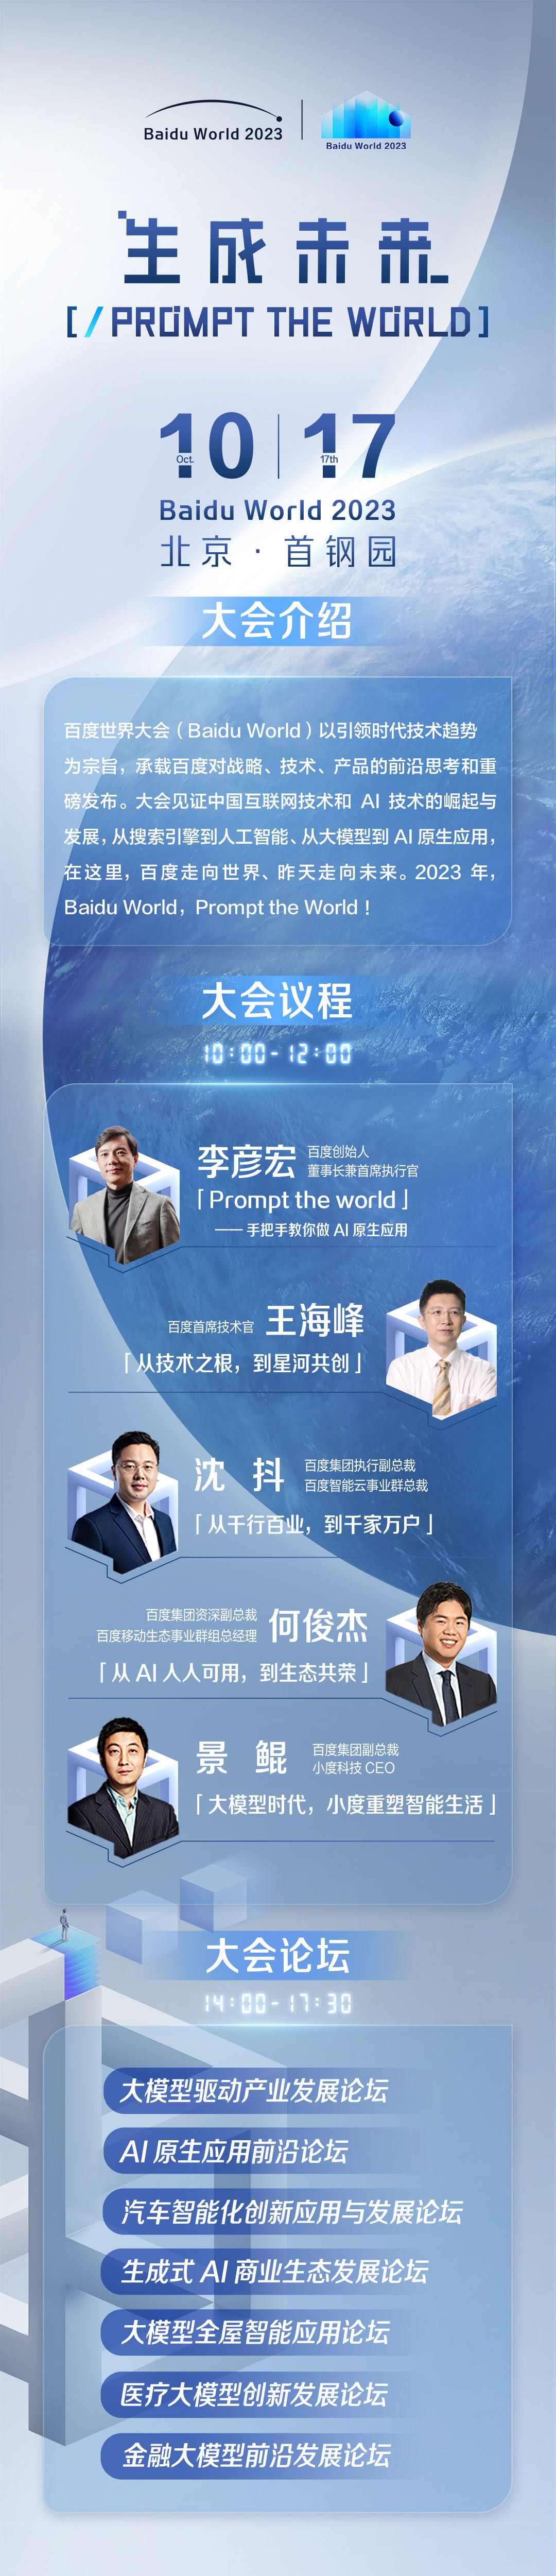 Baidu World 2023
Baidu World 2023
生成未来
[/PROMPT THE WORLD]
10 | 17
Oct. 17th
Baidu World 2023
北京·首钢园
大会介绍
百度世界大会（Baidu World）以引领时代技术趋势
为宗旨，承载百度对战略、技术、产品的前沿思考和重
磅发布。大会见证中国互联网技术和 AI 技术的崛起与
发展，从搜索引擎到人工智能、从大模型到 AI 原生应用，
在这里，百度走向世界、昨天走向未来。2023 年，
Baidu World，Prompt the World！
大会议程
10:00-12:00
李彦宏 百度创始人
董事长兼首席执行官
「Prompt the world」
—— 手把手教你做 AI 原生应用
百度首席技术官 王海峰
「从技术之根，到星河共创」
沈 抖 百度集团执行副总裁
百度智能云事业群总裁
「从千行百业，到千家万户」
百度集团资深副总裁
百度移动生态事业群组总经理 何俊杰
「从 AI 人人可用，到生态共荣」
景 鲲 百度集团副总裁
小度科技 CEO
「大模型时代，小度重塑智能生活」
大会论坛
14:00-17:30
大模型驱动产业发展论坛
AI 原生应用前沿论坛
汽车智能化创新应用与发展论坛
生成式 AI 商业生态发展论坛
大模型全屋智能应用论坛
医疗大模型创新发展论坛
金融大模型前沿发展论坛